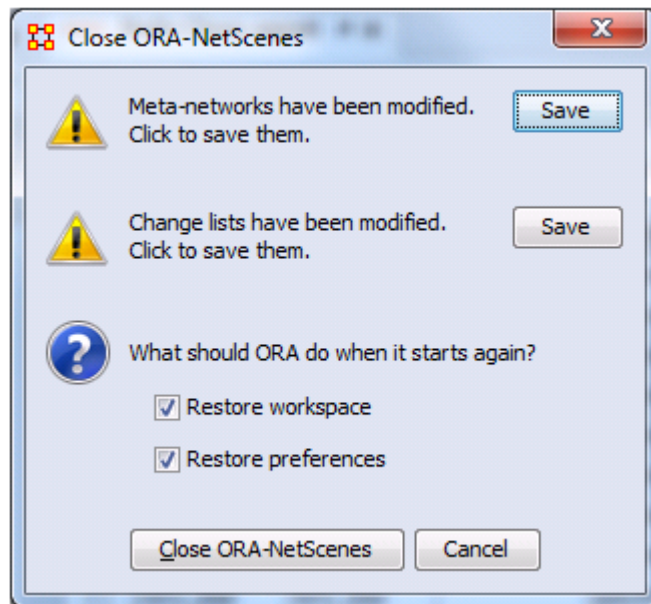 Close ORA-NetScenes
Meta-networks have been modified.
Click to save them.
Save
Change lists have been modified.
Click to save them.
Save
What should ORA do when it starts again?
Restore workspace
Restore preferences
Close ORA-NetScenes
Cancel